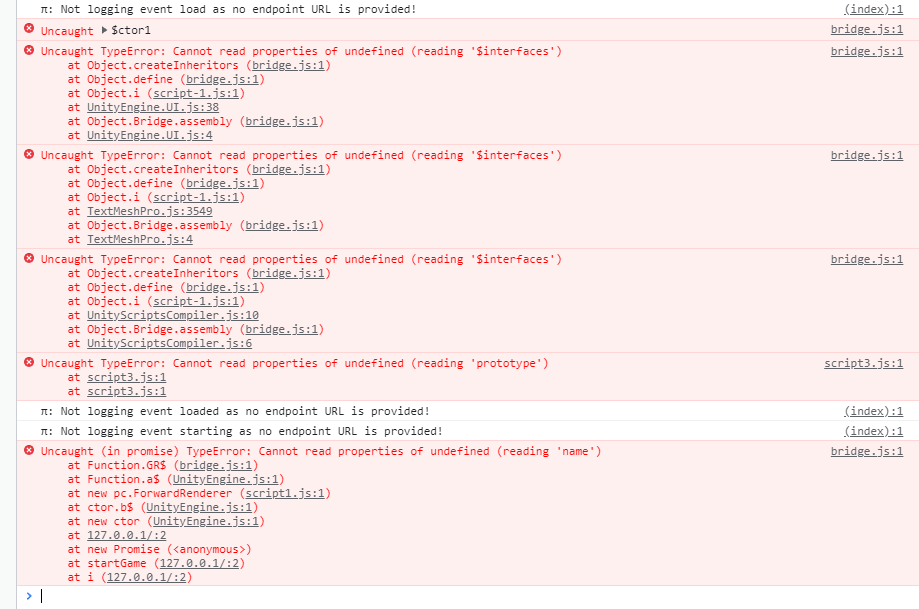 π: Not logging event load as no endpoint URL is provided! (index):1
Uncaught ▶$ctor1 bridge.js:1
Uncaught TypeError: Cannot read properties of undefined (reading '$interfaces') bridge.js:1
at Object.createInheritors (bridge.js:1)
at Object.define (bridge.js:1)
at Object.i (script-1.js:1)
at UnityEngine.UI.js:38
at Object.Bridge.assembly (bridge.js:1)
at UnityEngine.UI.js:4
Uncaught TypeError: Cannot read properties of undefined (reading '$interfaces') bridge.js:1
at Object.createInheritors (bridge.js:1)
at Object.define (bridge.js:1)
at Object.i (script-1.js:1)
at TextMeshPro.js:3549
at Object.Bridge.assembly (bridge.js:1)
at TextMeshPro.js:4
Uncaught TypeError: Cannot read properties of undefined (reading '$interfaces') bridge.js:1
at Object.createInheritors (bridge.js:1)
at Object.define (bridge.js:1)
at Object.i (script-1.js:1)
at UnityScriptsCompiler.js:10
at Object.Bridge.assembly (bridge.js:1)
at UnityScriptsCompiler.js:6
Uncaught TypeError: Cannot read properties of undefined (reading 'prototype') script3.js:1
at script3.js:1
at script3.js:1
π: Not logging event loaded as no endpoint URL is provided! (index):1
π: Not logging event starting as no endpoint URL is provided! (index):1
Uncaught (in promise) TypeError: Cannot read properties of undefined (reading 'name') bridge.js:1
at Function.GR$ (bridge.js:1)
at Function.a$ (UnityEngine.js:1)
at new pc.ForwardRenderer (script1.js:1)
at ctor.b$ (UnityEngine.js:1)
at new ctor (UnityEngine.js:1)
at 127.0.0.1/:2
at new Promise (<anonymous>)
at startGame (127.0.0.1/:2)
at i (127.0.0.1/:2)